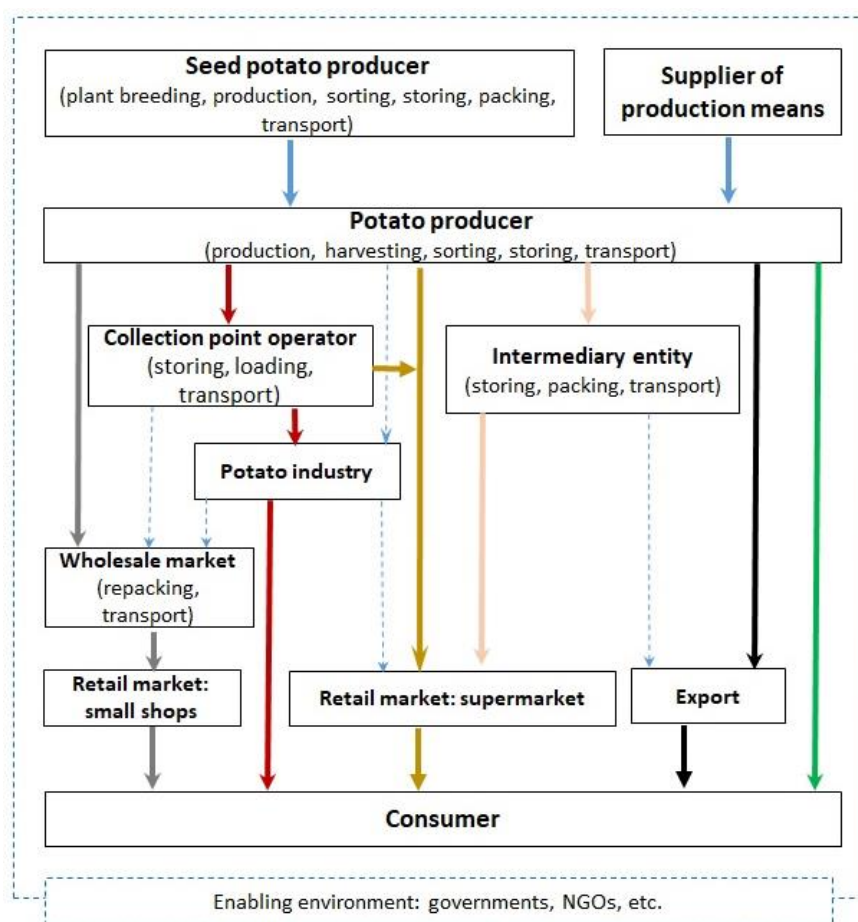 Seed potato producer
(plant breeding, production, sorting, storing, packing,
transport)
Supplier of
production means
Potato producer
(production, harvesting, sorting, storing, transport)
Collection point operator
(storing, loading,
transport)
Intermediary entity
(storing, packing, transport)
Potato industry
Wholesale market
(repacking,
transport)
Retail market:
small shops
Retail market: supermarket
Export
Consumer
Enabling environment: governments, NGOs, etc.